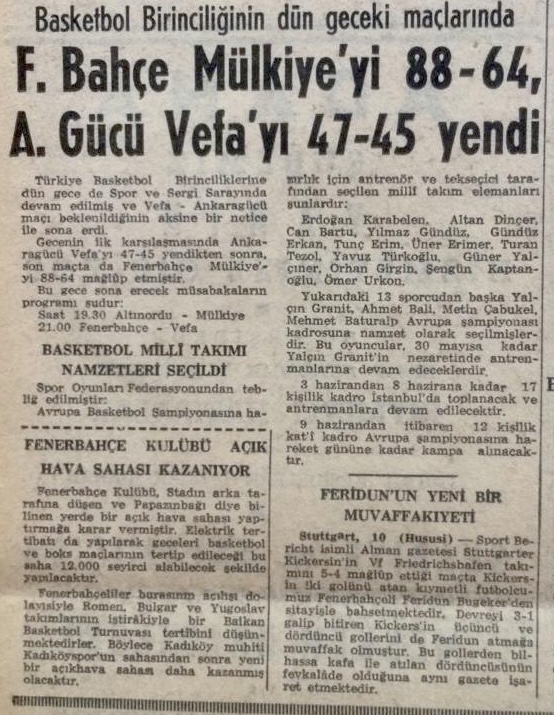 Basketbol Birinciliğinin dün geceki maçlarında
F. Bahçe Mülkiye'yi 88-64,
A. Gücü Vefa'yı 47-45 yendi
Türkiye Basketbol Birinciliklerine
dün gece de Spor ve Sergi Sarayında
devam edilmiş ve Vefa - Ankaragücü
maçı beklenildiğinin aksine bir netice
ile sona erdi.
Gecenin ilk karşılaşmasında Anka-
ragücü Vefa'yı 47-45 yendikten sonra,
son maçta da Fenerbahçe Mülkiye'-
yi 88-64 mağlüp etmiştir.
Bu gece sona erecek müsabakaların
programı şudur:
Saat 19.30 Altınordu - Mülkiye
21.00 Fenerbahçe - Vefa
BASKETBOL MİLLİ TAKIMI
NAMZETLERİ SEÇİLDİ
Spor Oyunları Federasyonundan teb-
liğ edilmiştir:
Avrupa Basketbol Şampiyonasına ha-
FENERBAHÇE KULÜBÜ AÇIK
HAVA SAHASI KAZANIYOR
Fenerbahçe Kulübü, Stadın arka ta-
rafına düşen ve Papazınbağı diye bi-
linen yerde bir açık hava sahası yap-
tırmağa karar vermiştir. Elektrik ter-
tibatı da yapılarak geceleri basketbol
ve boks maçlarının tertip edileceği bu
saha 12.000 seyirci alabilecek şekilde
yapılacaktır.
Fenerbahçeliler burasının açılışı do-
layısiyle Romen, Bulgar ve Yugoslav
takımlarının iştirâkiyle bir Balkan
Basketbol Turnuvası tertibini düşün-
mektedirler. Böylece Kadıköy muhiti
Kadıköyspor'un sahasından sonra yeni
bir açıkhava sahası daha kazanmış
olacaktır.
zırlık için antrenör ve tekseçici tara-
fından seçilen millî takım elemanları
şunlardır:
Erdoğan Karabelen, Altan Dinçer,
Can Bartu, Yılmaz Gündüz, Gündüz
Erkan, Tunç Erim, Üner Erimer, Turan
Tezol, Yavuz Türkoğlu, Güner Yal-
çıner, Orhan Girgin, Şengün Kaptan-
oğlu, Ömer Urkon.
Yukarıdaki 13 sporcudan başka Yal-
çın Granit, Ahmet Bali, Metin Çabukel,
Mehmet Baturalp Avrupa şampiyonası
kadrosuna namzet olarak seçilmişler-
dir. Bu oyuncular, 30 mayısa kadar
Yalçın Granit'in nezaretinde antren-
manlarına devam edeceklerdir.
3 hazirandan 8 hazirana kadar 17
kişilik kadro İstanbul'da toplanacak ve
antrenmanlara devam edilecektir.
9 haziran itibaren 12 kişilik
kat'î kadro Avrupa şampiyonasına ha-
reket gününe kadar kampa alınacak-
tır.
FERİDUN'UN YENİ BİR
MUVAFFAKIYETİ
Stuttgart, 10 (Hususi) — Sport Be-
richt isimli Alman gazetesi Stuttgarter
Kickersin'in Vf Friedrichshafen takı-
mını 5-4 mağlüp ettiği maçta Kickers-
in iki golünü atan kıymetli futbolcu-
muz Fenerbahçeli Feridun Bugeker'den
sitayişle bahsetmektedir. Devreyi 3-1
galip bitiren Kickers'in üçüncü ve
dördüncü gollerini de Feridun atmağa
muvaffak olmuştur. Bu gollerden bil-
hassa kafa ile atılan dördüncüsünün
fevkalâde olduğuna aynı gazete işa-
ret etmektedir.